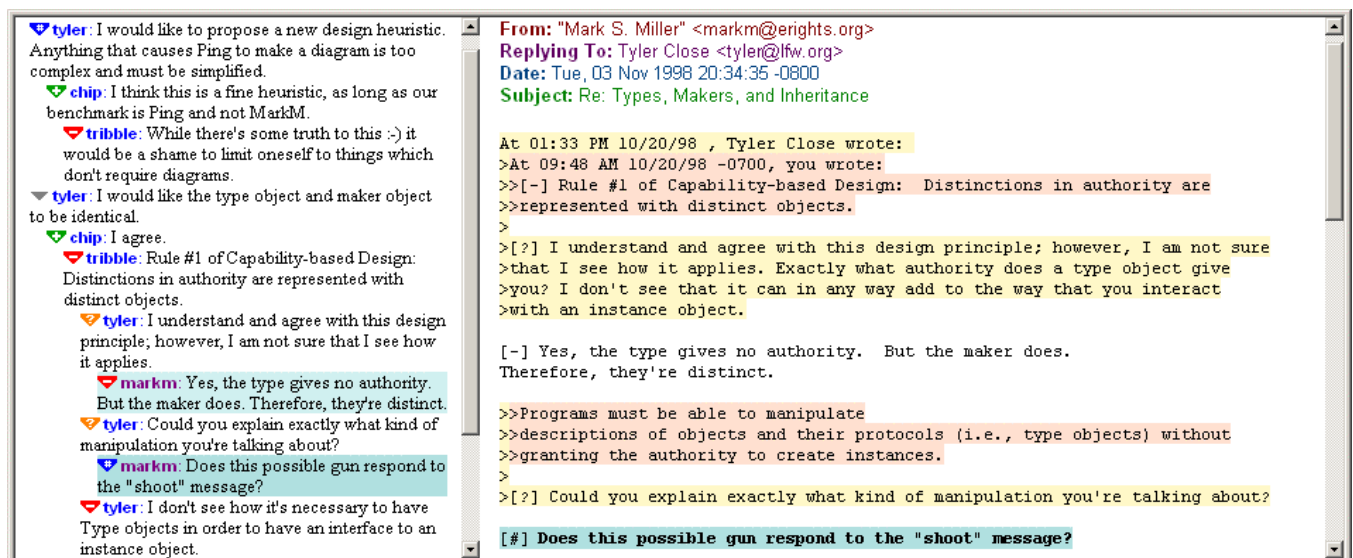 tyler: I would like to propose a new design heuristic.
Anything that causes Ping to make a diagram is too
complex and must be simplified.
chip: I think this is a fine heuristic, as long as our
benchmark is Ping and not MarkM.
tribble: While there's some truth to this :-) it
would be a shame to limit oneself to things which
don't require diagrams.
tyler: I would like the type object and maker object
to be identical.
chip: I agree.
tribble: Rule #1 of Capability-based Design:
Distinctions in authority are represented with
distinct objects.
tyler: I understand and agree with this design
principle; however, I am not sure that I see how
it applies.
markm: Yes, the type gives no authority.
But the maker does. Therefore, they're distinct.
tyler: Could you explain exactly what kind of
manipulation you're talking about?
markm: Does this possible gun respond to
the "shoot" message?
tyler: I don't see how it's necessary to have
Type objects in order to have an interface to an
instance object.
From: "Mark S. Miller" <markm@erights.org>
Replying To: Tyler Close <tyler@lfw.org>
Date: Tue, 03 Nov 1998 20:34:35 -0800
Subject: Re: Types, Makers, and Inheritance
At 01:33 PM 10/20/98 , Tyler Close wrote:
>At 09:48 AM 10/20/98 -0700, you wrote:
>>[-] Rule #1 of Capability-based Design:  Distinctions in authority are
>>represented with distinct objects.
>
>[?] I understand and agree with this design principle; however, I am not sure
>that I see how it applies. Exactly what authority does a type object give
>you? I don't see that it can in any way add to the way that you interact
>with an instance object.
[-] Yes, the type gives no authority.  But the maker does.
Therefore, they're distinct.
>>Programs must be able to manipulate
>>descriptions of objects and their protocols (i.e., type objects) without
>>granting the authority to create instances.
>
>[?] Could you explain exactly what kind of manipulation you're talking about?
[#] Does this possible gun respond to the "shoot" message?